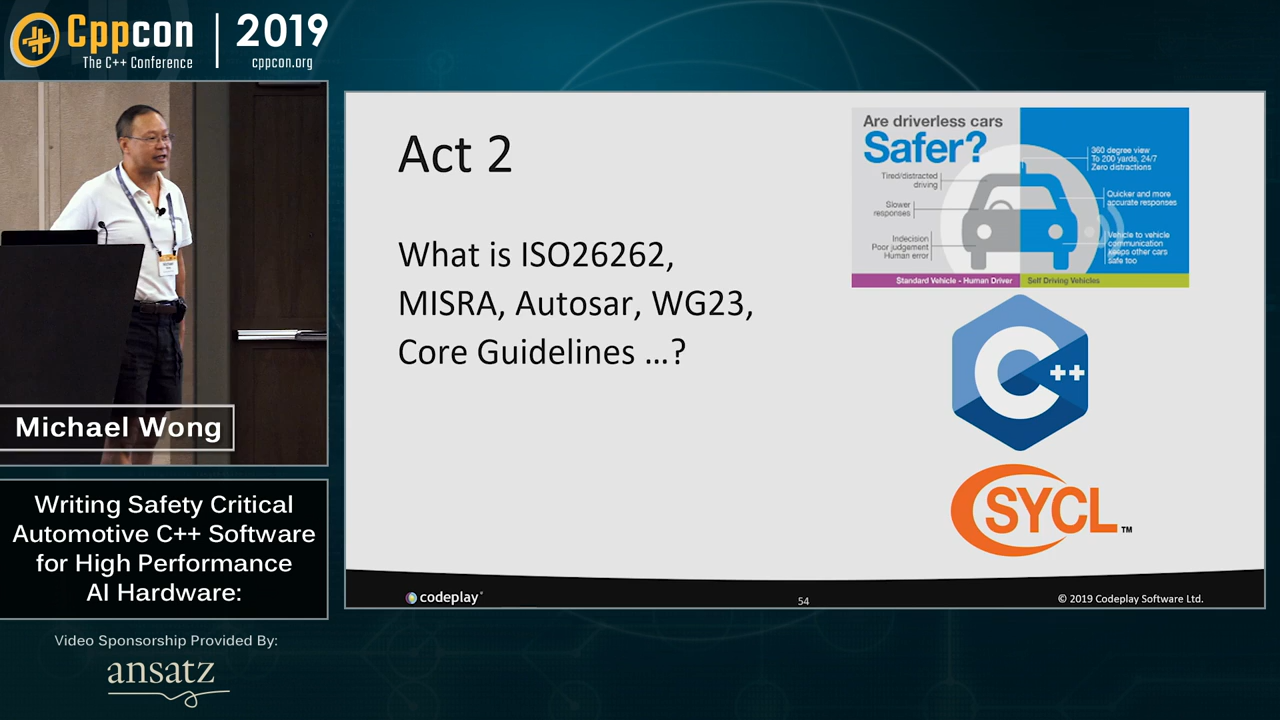 Cppcon
The C++ Conference
2019
cppcon.org
Michael Wong
Writing Safety Critical
Automotive C++ Software
for High Performance
AI Hardware:
Video Sponsorship Provided By:
ansatz
Act 2
What is ISO26262,
MISRA, Autosar, WG23,
Core Guidelines ...?
Are driverless cars
Safer?
Tired/distracted
driving
Slower
responses
Indecision
Poor judgement
Human error
360 degree view
To 200 yards, 24/7
Zero distractions
Quicker and more
accurate responses
Vehicle to vehicle
communication
keeps other cars
safe too
Standard Vehicle - Human Driver
Self Driving Vehicles
C++
SYCL™
codeplay®
54
© 2019 Codeplay Software Ltd.